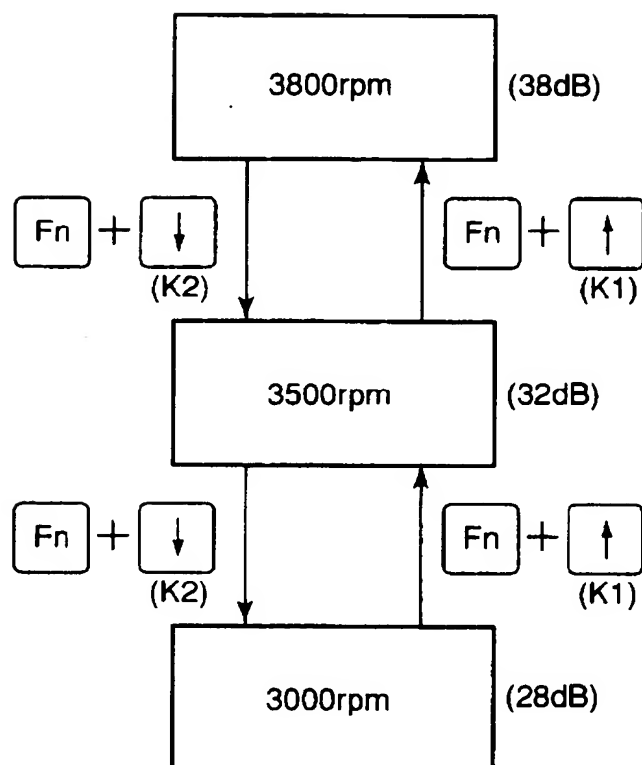 3800rpm (38dB)
Fn + ↓ Fn + ↑
(K2) (K1)
3500rpm (32dB)
Fn + ↓ Fn + ↑
(K2) (K1)
3000rpm (28dB)